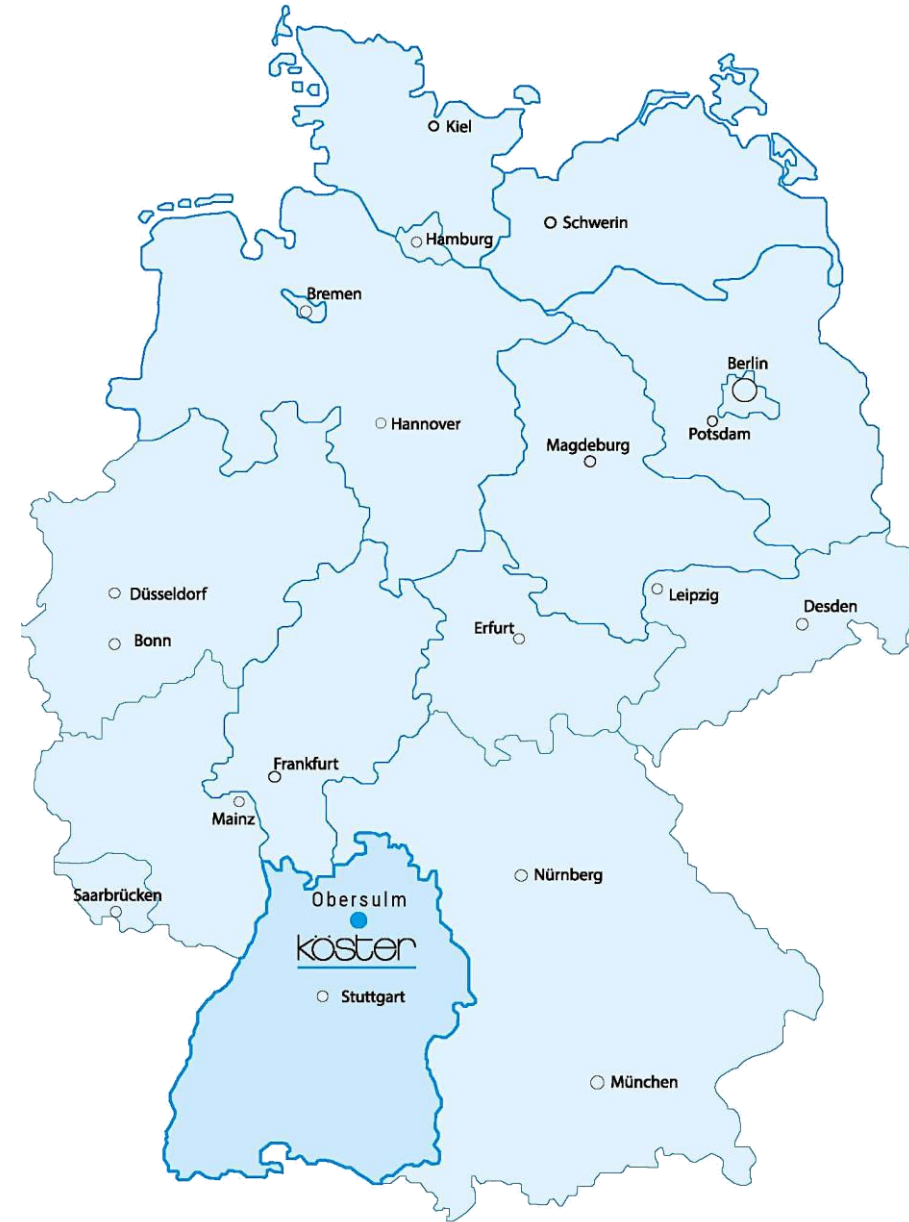 Kiel
Schwerin
Hamburg
Bremen
Berlin
Hannover
Potsdam
Magdeburg
Düsseldorf
Leipzig
Desden
Erfurt
Bonn
Frankfurt
Mainz
Nürnberg
Saarbrücken
Obersulm
köster
Stuttgart
München